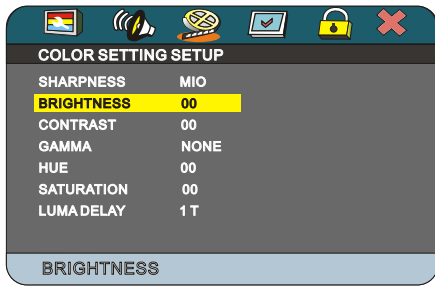 COLOR SETTING SETUP
SHARPNESS MIO
BRIGHTNESS 00
CONTRAST 00
GAMMA NONE
HUE 00
SATURATION 00
LUMA DELAY 1 T
BRIGHTNESS